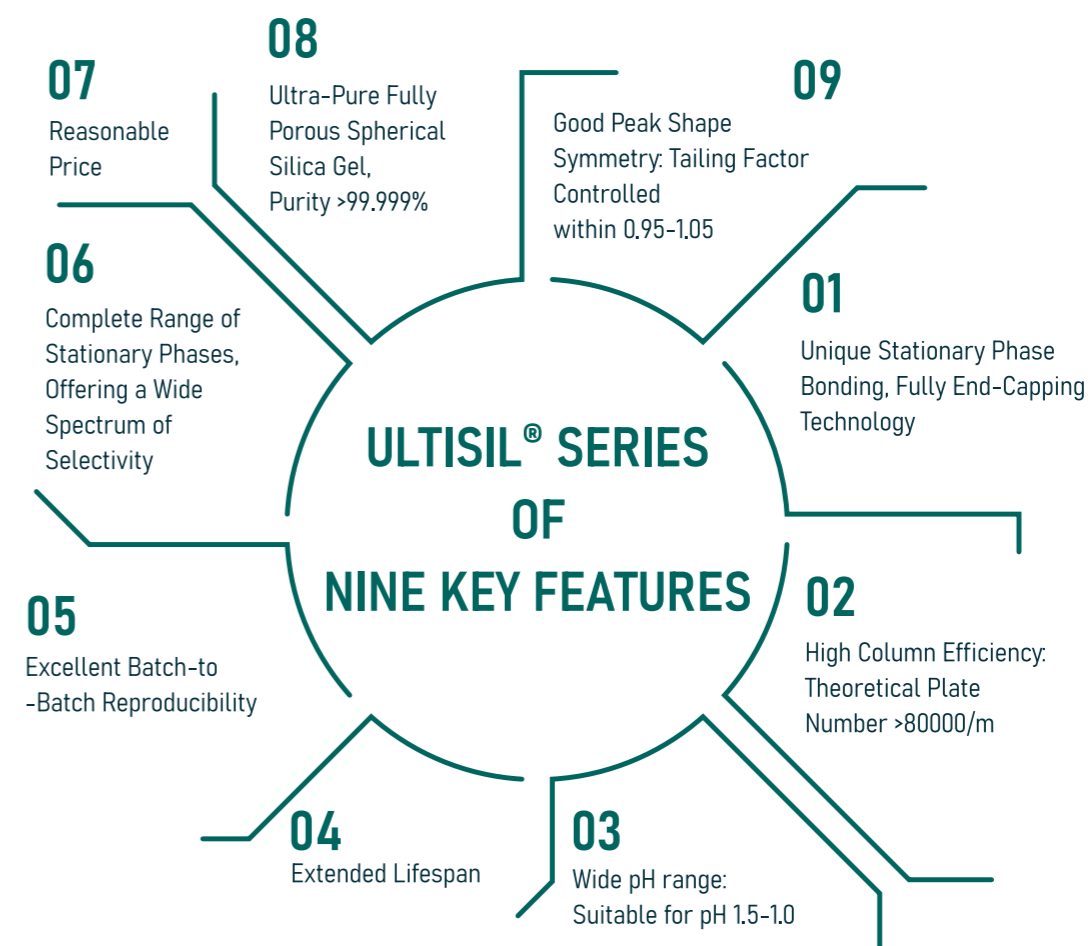 ULTISIL® SERIES
OF
NINE KEY FEATURES
01
Unique Stationary Phase
Bonding, Fully End-Capping
Technology
02
High Column Efficiency:
Theoretical Plate
Number >80000/m
03
Wide pH range:
Suitable for pH 1.5-1.0
04
Extended Lifespan
05
Excellent Batch-to
-Batch Reproducibility
06
Complete Range of
Stationary Phases,
Offering a Wide
Spectrum of
Selectivity
07
Reasonable
Price
08
Ultra-Pure Fully
Porous Spherical
Silica Gel,
Purity >99.999%
09
Good Peak Shape
Symmetry: Tailing Factor
Controlled
within 0.95-1.05